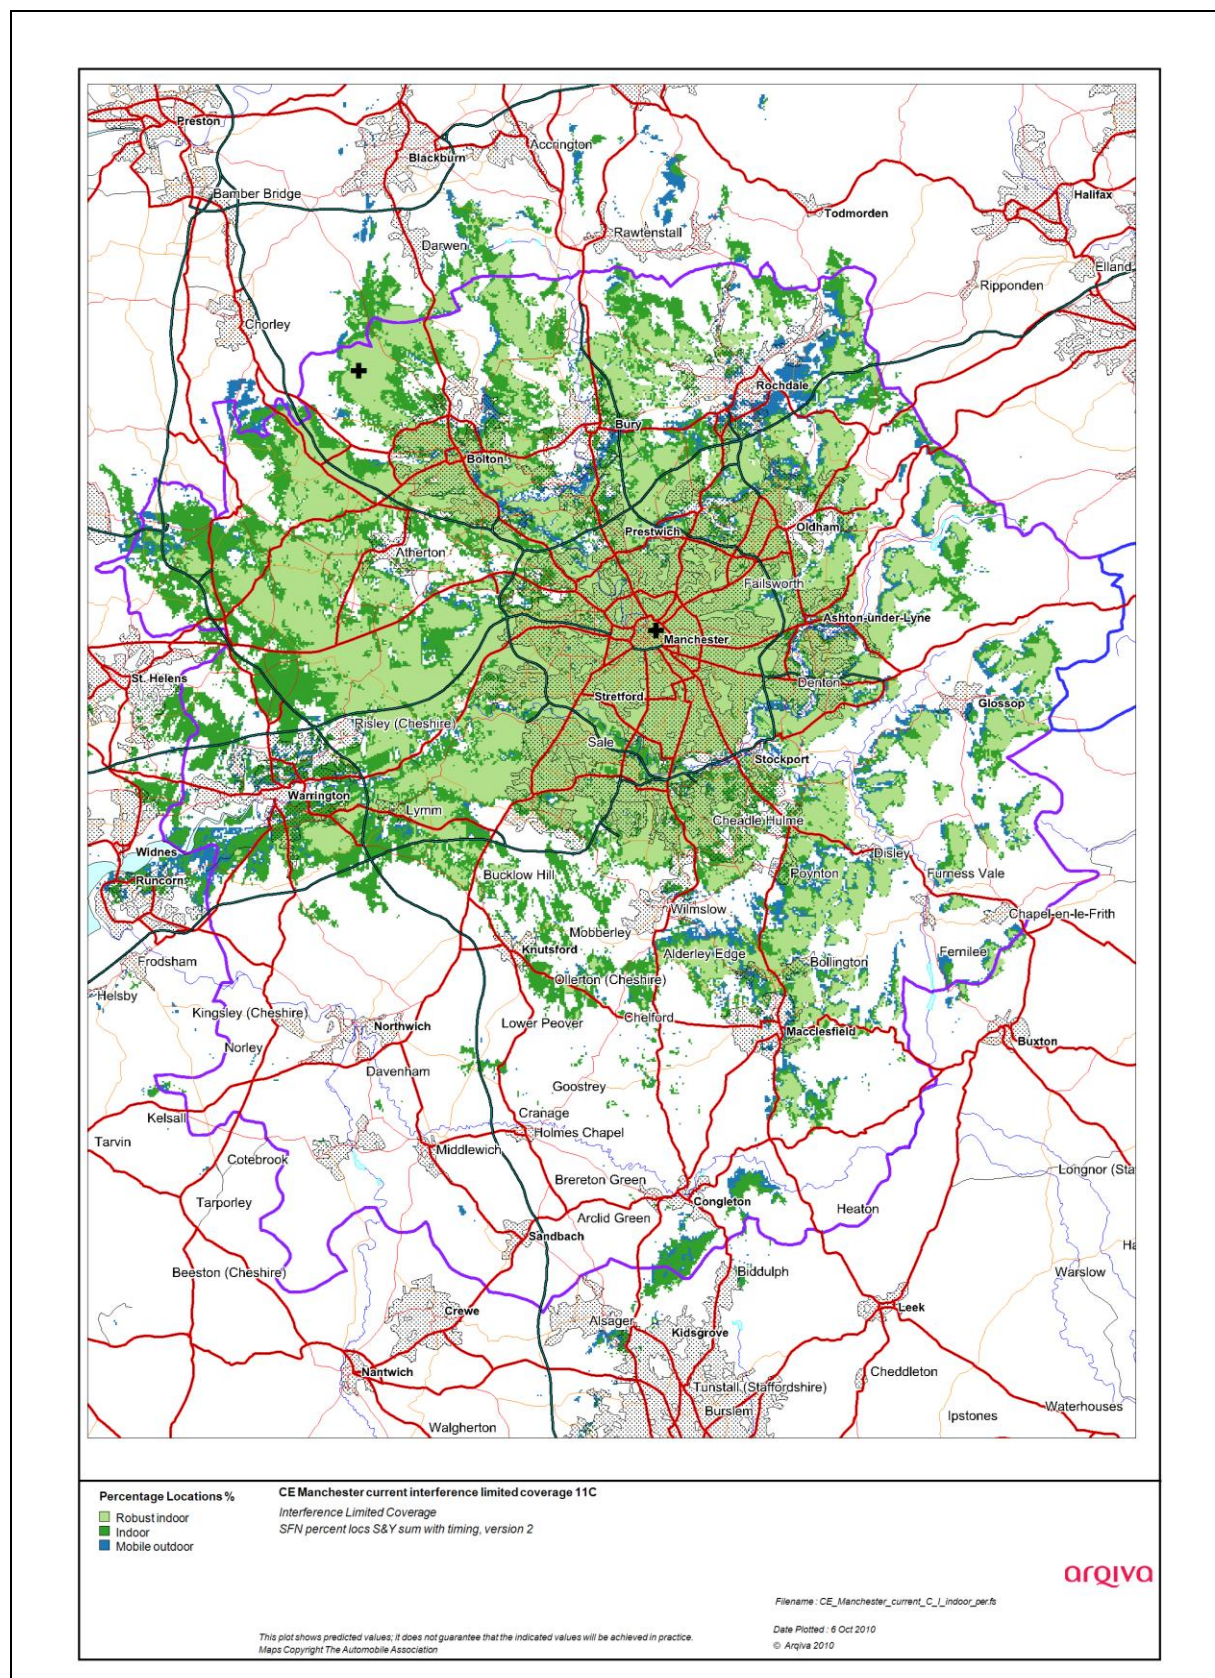 Preston
Accrington
Blackburn
Bamber Bridge
Halifax
Todmorden
Rawtenstall
Darwen
Elland
Ripponden
Chorley
Rochdale
Bury
Bolton
Prestwich
Oldham
Atherton
Failsworth
Ashton-under-Lyne
Manchester
St. Helens
Denton
Stretford
Glossop
Risley (Cheshire)
Sale
Stockport
Warrington
Lymm
Cheadle Hulme
Widnes
Disley
Bucklow Hill
Poynton
Furness Vale
Runcorn
Wilmslow
Chapel-en-le-Frith
Mobberley
Knutsford
Alderley Edge
Fernilee
Frodsham
Bollington
Ollerton (Cheshire)
Helsby
Kingsley (Cheshire)
Chelford
Lower Peover
Northwich
Macclesfield
Buxton
Norley
Davenham
Goostrey
Cranage
Kelsall
Holmes Chapel
Tarvin
Middlewich
Cotebrook
Longnor (Sta
Brereton Green
Tarporley
Congleton
Heaton
Arclid Green
Sandbach
Ha
Beeston (Cheshire)
Biddulph
Warslow
Crewe
Leek
Alsager
Kidsgrove
Nantwich
Cheddleton
Tunstall (Staffordshire)
Waterhouses
Burslem
Ipstones
Walgherton
Percentage Locations %
Robust indoor
Indoor
Mobile outdoor
CE Manchester current interference limited coverage 11C
Interference Limited Coverage
SFN percent locs S&Y sum with timing, version 2
arqiva
Filename : CE_Manchester_current_C_I_indoor_per.fs
Date Plotted : 6 Oct 2010
© Arqiva 2010
This plot shows predicted values; it does not guarantee that the indicated values will be achieved in practice.
Maps Copyright The Automobile Association